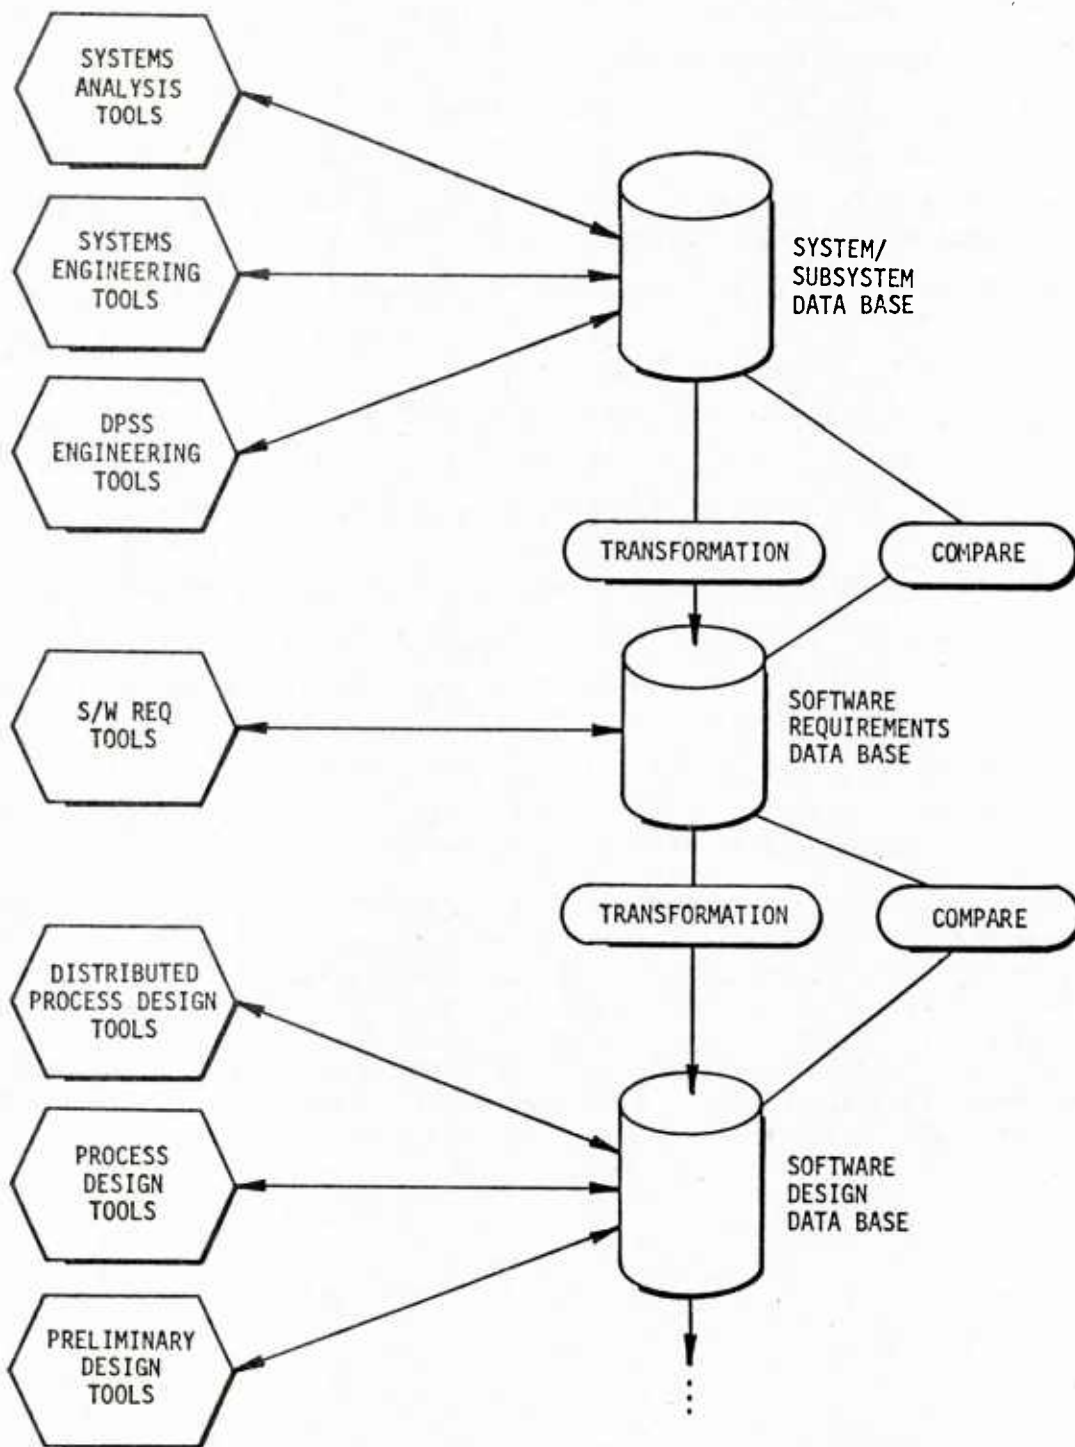 SYSTEMS
ANALYSIS
TOOLS
SYSTEMS
ENGINEERING
TOOLS
SYSTEM/
SUBSYSTEM
DATA BASE
DPSS
ENGINEERING
TOOLS
TRANSFORMATION
COMPARE
S/W REQ
TOOLS
SOFTWARE
REQUIREMENTS
DATA BASE
TRANSFORMATION
COMPARE
DISTRIBUTED
PROCESS DESIGN
TOOLS
PROCESS
DESIGN
TOOLS
SOFTWARE
DESIGN
DATA BASE
PRELIMINARY
DESIGN
TOOLS